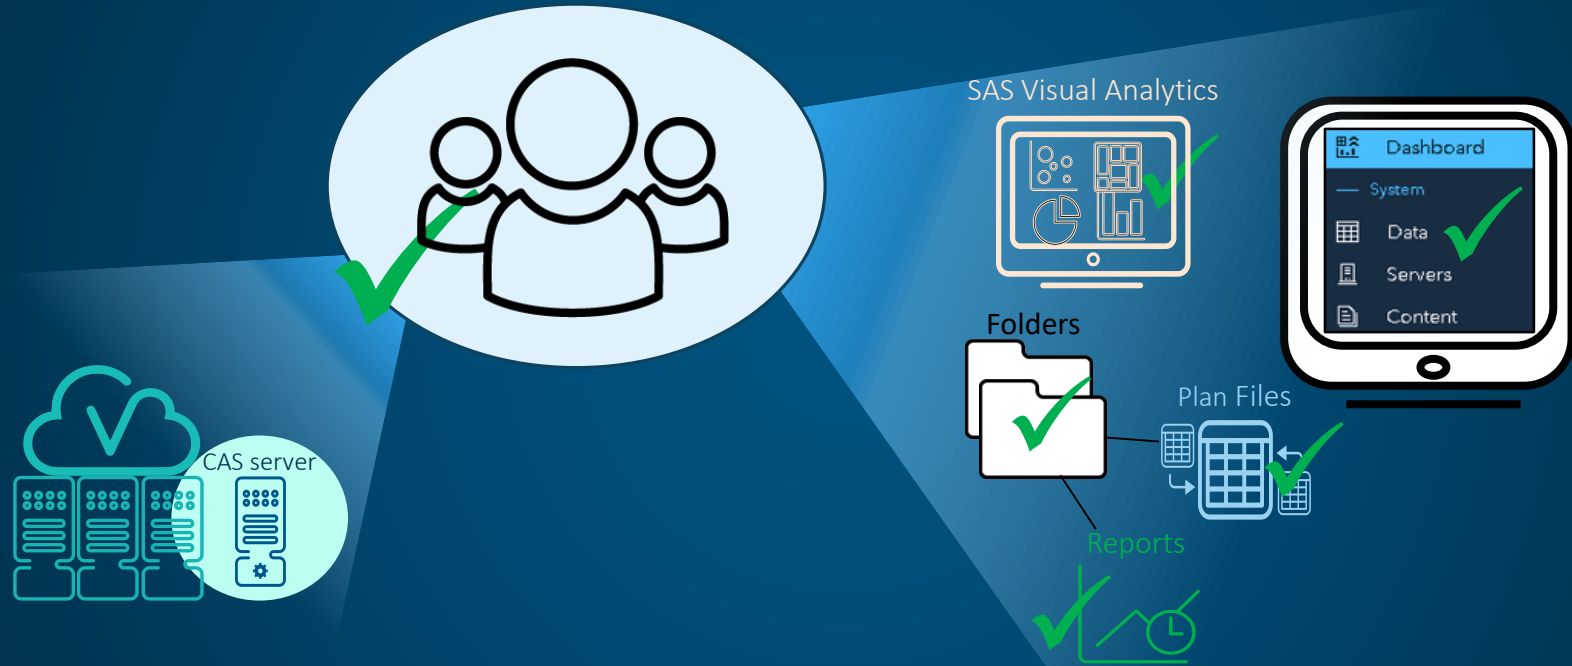 SAS Visual Analytics
Dashboard
System
Data
Servers
Content
Folders
Plan Files
CAS server
Reports